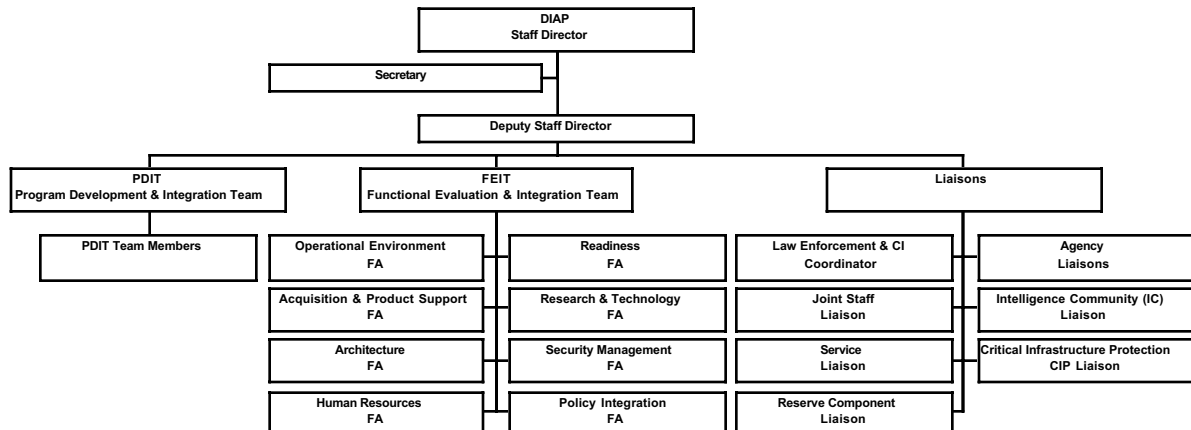 DIAP
Staff Director
Secretary
Deputy Staff Director
PDIT
Program Development & Integration Team
FEIT
Functional Evaluation & Integration Team
Liaisons
PDIT Team Members
Operational Environment
FA
Readiness
FA
Law Enforcement & CI
Coordinator
Agency
Liaisons
Acquisition & Product Support
FA
Research & Technology
FA
Joint Staff
Liaison
Intelligence Community (IC)
Liaison
Architecture
FA
Security Management
FA
Service
Liaison
Critical Infrastructure Protection
CIP Liaison
Human Resources
FA
Policy Integration
FA
Reserve Component
Liaison